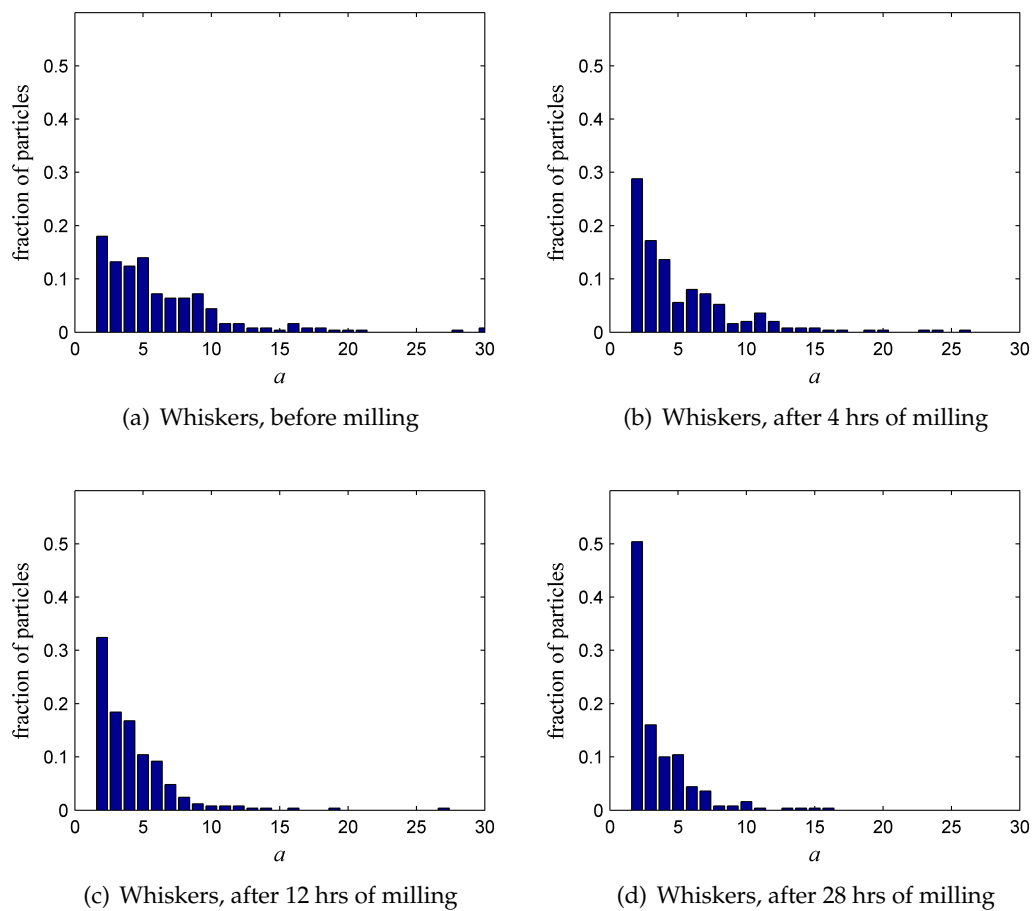 0.5
0.4
0.3
0.2
0.1
0
0 5 10 15 20 25 30
fraction of particles
a
(a) Whiskers, before milling
0.5
0.4
0.3
0.2
0.1
0
0 5 10 15 20 25 30
fraction of particles
a
(b) Whiskers, after 4 hrs of milling
0.5
0.4
0.3
0.2
0.1
0
0 5 10 15 20 25 30
fraction of particles
a
(c) Whiskers, after 12 hrs of milling
0.5
0.4
0.3
0.2
0.1
0
0 5 10 15 20 25 30
fraction of particles
a
(d) Whiskers, after 28 hrs of milling